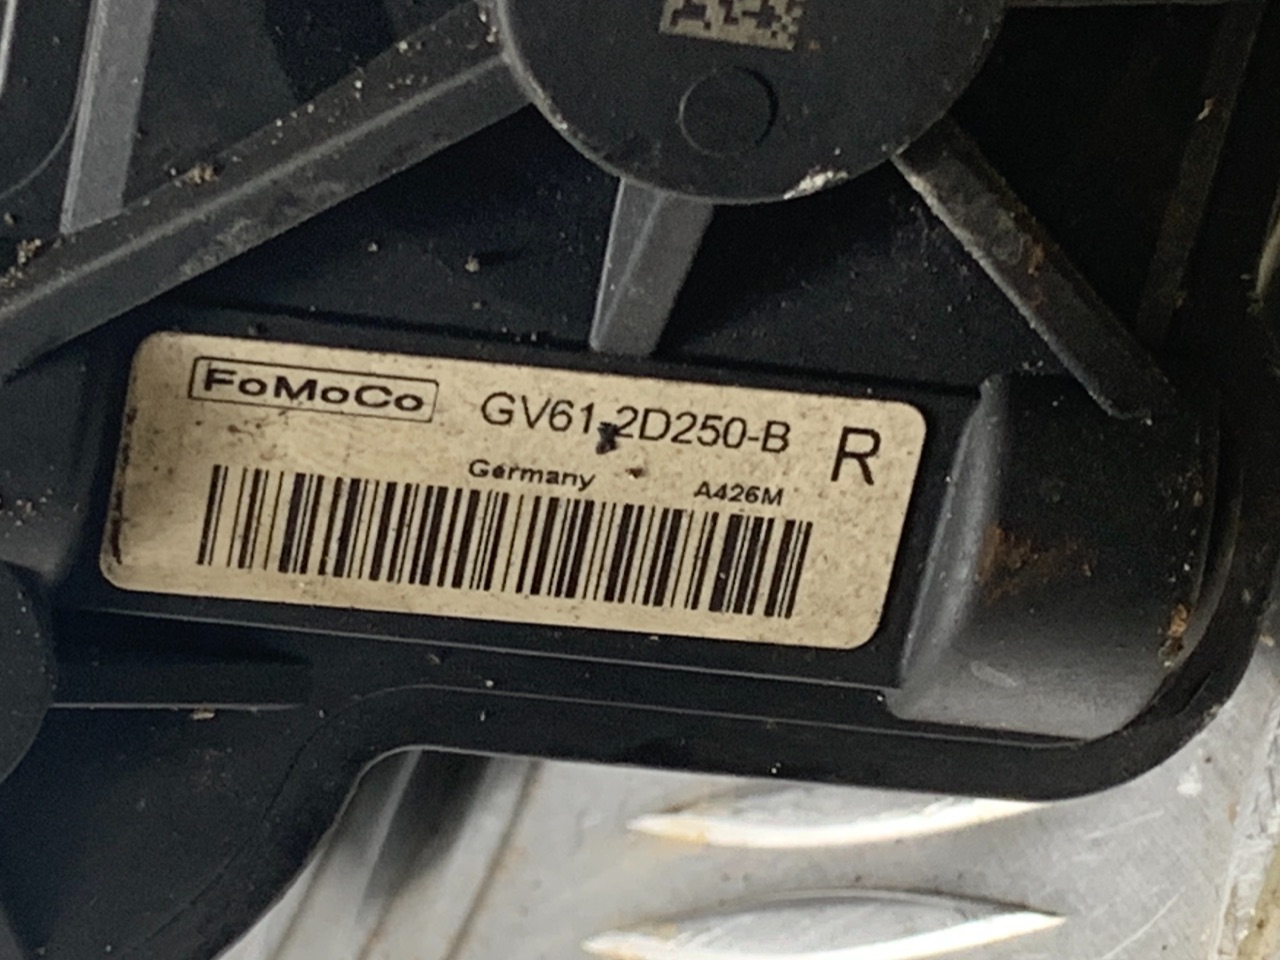 FoMoCo GV61-2D250-B R
Germany A426M